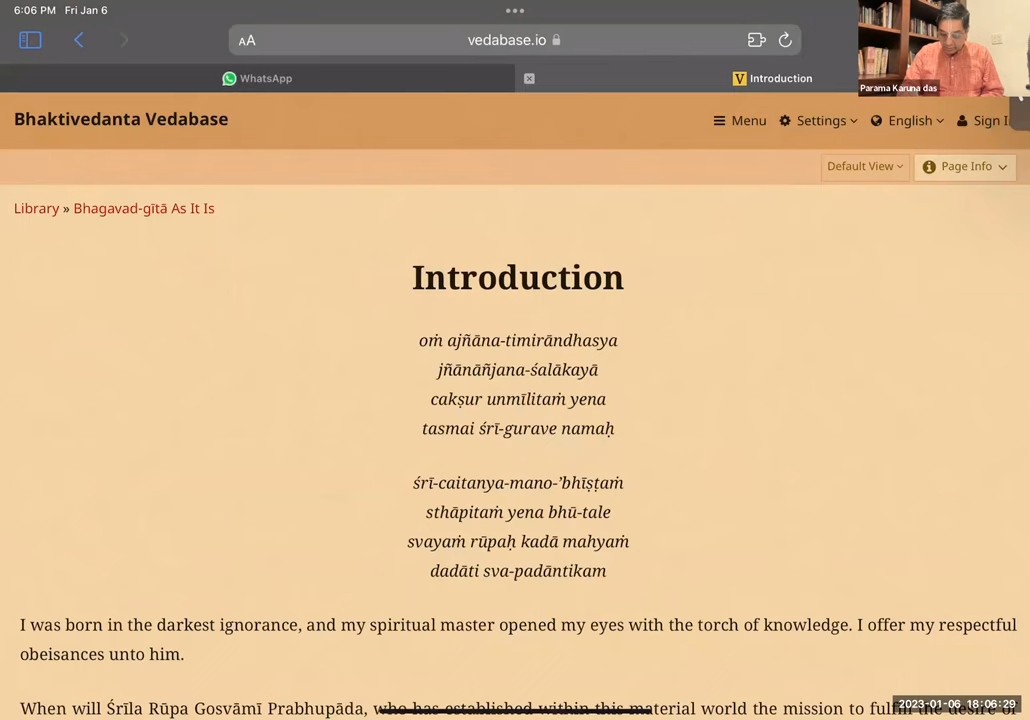 6:06 PM Fri Jan 6
AA vedabase.io
WhatsApp Introduction
Parama Karuna das
Bhaktivedanta Vedabase Menu Settings English Sign
Default View Page Info
Library » Bhagavad-gītā As It Is
Introduction
oṁ ajñāna-timirāndhasya
jñānāñjana-śalākayā
cakṣur unmīlitaṁ yena
tasmai śrī-gurave namaḥ
śrī-caitanya-mano-’bhīṣṭaṁ
sthāpitaṁ yena bhū-tale
svayaṁ rūpaḥ kadā mahyaṁ
dadāti sva-padāntikam
I was born in the darkest ignorance, and my spiritual master opened my eyes with the torch of knowledge. I offer my respectful
obeisances unto him.
When will Śrīla Rūpa Gosvāmī Prabhupāda, who has established within this material world the mission to fulfill the desire of
2023-01-06 18:06:29